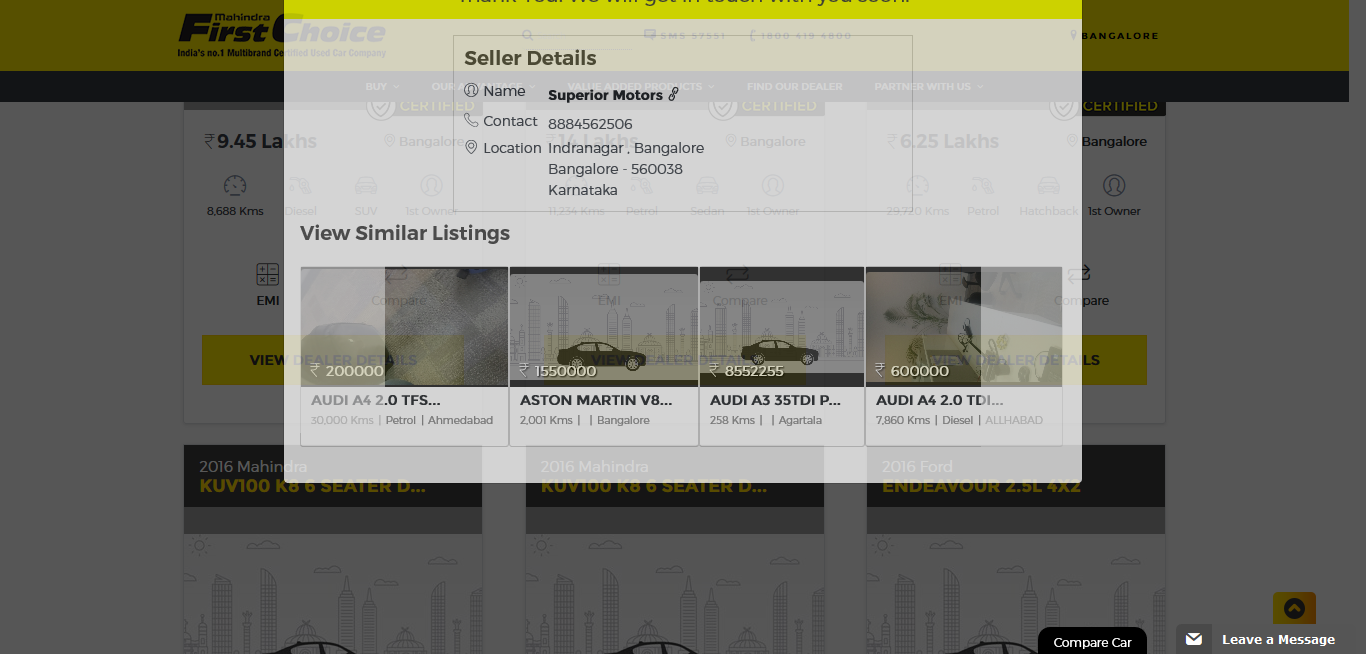 Thank You! We will get in touch with you soon.
Mahindra
First Choice
India's no.1 Multibrand Certified Used Car Company
SMS 57551
1800 419 4800
BANGALORE
BUY
VALUE ADDED PRODUCTS
FIND OUR DEALER
PARTNER WITH US
Seller Details
Name Superior Motors
Contact 8884562506
Location Indranagar , Bangalore
Bangalore - 560038
Karnataka
CERTIFIED
CERTIFIED
CERTIFIED
₹ 9.45 Lakhs
Bangalore
₹ 14 Lakhs
Bangalore
₹ 6.25 Lakhs
Bangalore
8,688 Kms Diesel SUV 1st Owner
11,234 Kms Petrol Sedan 1st Owner
29,720 Kms Petrol Hatchback 1st Owner
View Similar Listings
EMI Compare
EMI Compare
EMI Compare
VIEW DEALER DETAILS
VIEW DEALER DETAILS
VIEW DEALER DETAILS
₹ 200000
₹ 1550000
₹ 8552255
₹ 600000
AUDI A4 2.0 TFS...
30,000 Kms | Petrol | Ahmedabad
ASTON MARTIN V8...
2,001 Kms | | Bangalore
AUDI A3 35TDI P...
258 Kms | | Agartala
AUDI A4 2.0 TDI...
7,860 Kms | Diesel | ALLHABAD
2016 Mahindra
KUV100 K8 6 SEATER D...
2016 Mahindra
KUV100 K8 6 SEATER D...
2016 Ford
ENDEAVOUR 2.5L 4X2
Compare Car
Leave a Message